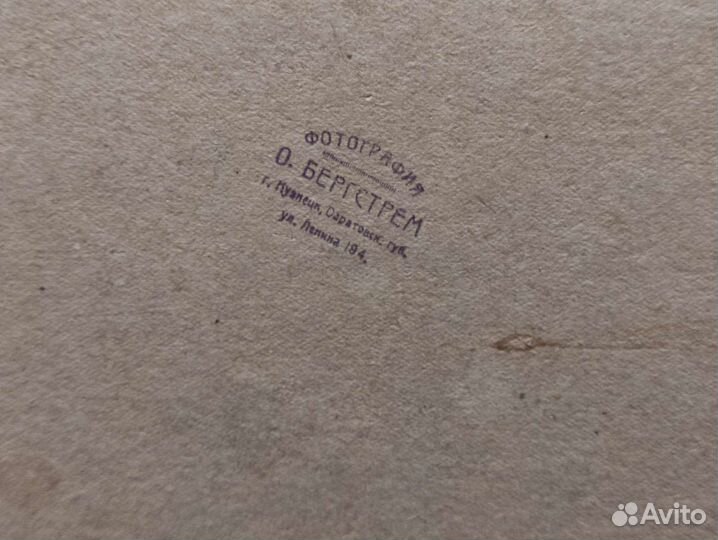 ФОТОГРАФИЯ
О. БЕРГСТРЕМ
г. Кузнецк, Саратовск. губ.
ул. Ленина 194.
Avito